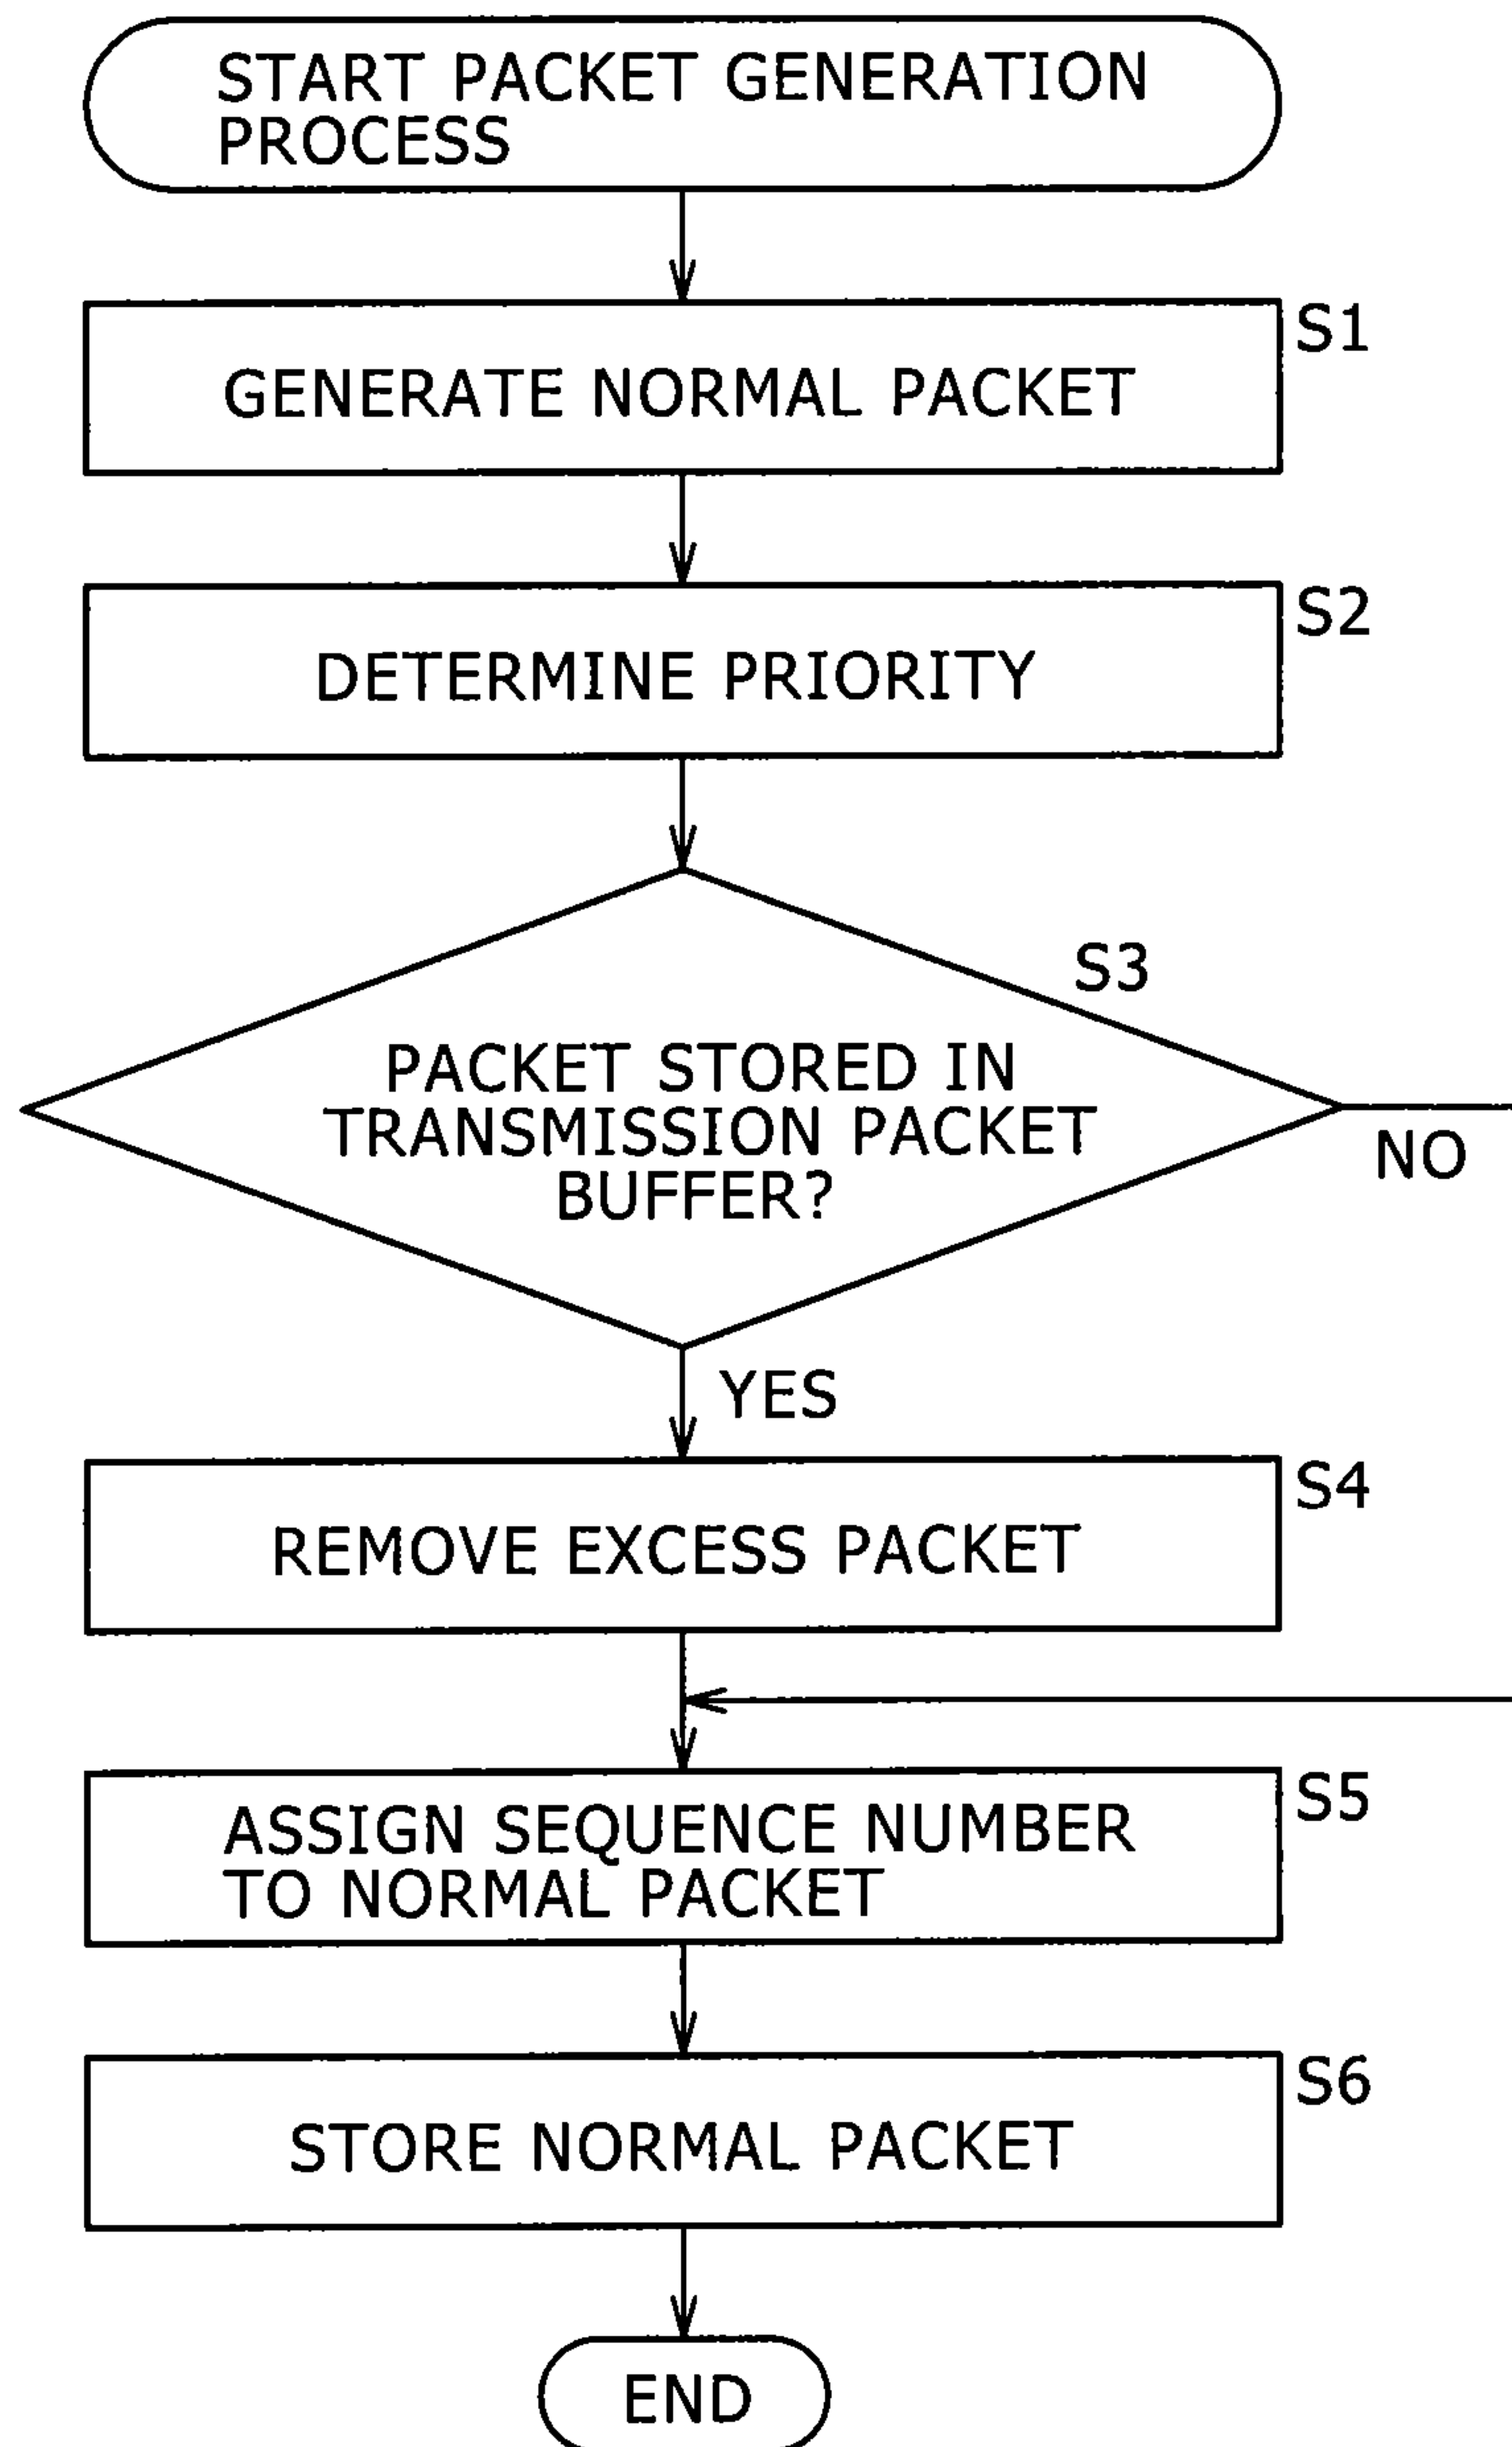 START PACKET GENERATION
PROCESS
S1
GENERATE NORMAL PACKET
S2
DETERMINE PRIORITY
S3
PACKET STORED IN
TRANSMISSION PACKET
BUFFER?
NO
YES
S4
REMOVE EXCESS PACKET
S5
ASSIGN SEQUENCE NUMBER
TO NORMAL PACKET
S6
STORE NORMAL PACKET
END